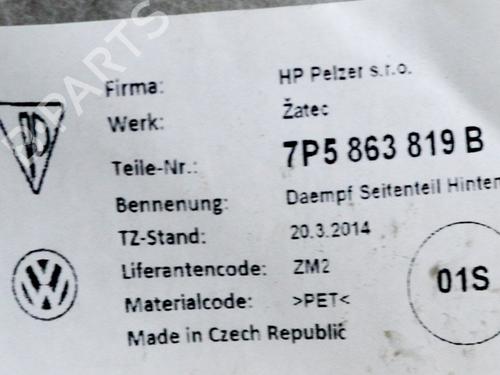 Firma: HP Pelzer s.r.o.
Werk: Žatec
Teile-Nr.: 7P5 863 819 B
Bennenung: Daempf Seitenteil Hinten
TZ-Stand: 20.3.2014
Liferantencode: ZM2
Materialcode: >PET<
Made in Czech Republic
01S